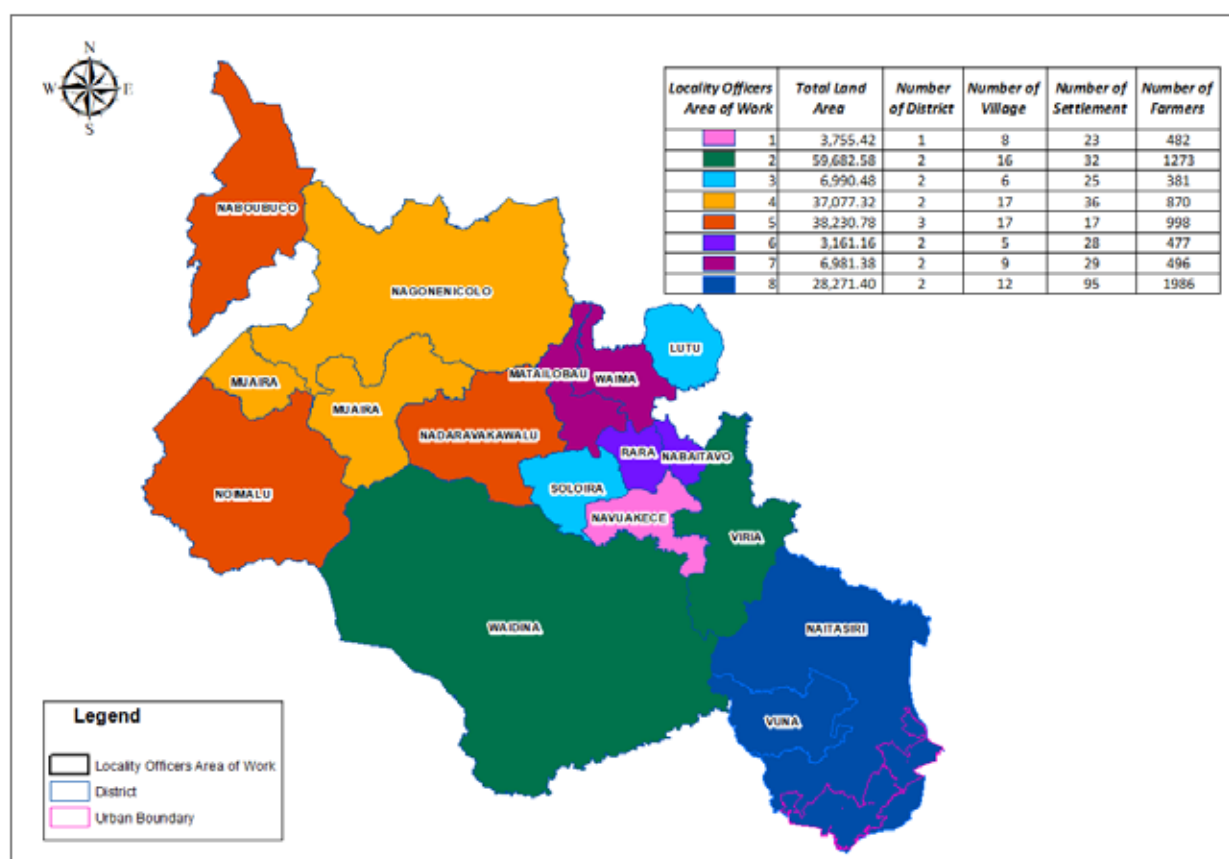 N
W E
S
Locality Officers Area of Work Total Land Area Number of District Number of Village Number of Settlement Number of Farmers
1 3,755.42 1 8 23 482
2 59,682.58 2 16 32 1273
3 6,990.48 2 6 25 381
4 37,077.32 2 17 36 870
5 38,230.78 3 17 17 998
6 3,161.16 2 5 28 477
7 6,981.38 2 9 29 496
8 28,271.40 2 12 95 1986
NABOUBUCO
NAGONENICOLO
LUTU
MATAILOBAU
WAIMA
MUAIRA
MUAIRA
NADARAVAKAWALU
RARA
NABAITAVO
NOIMALU
SOLOIRA
NAVUAKECE
VIRIA
WAIDINA
NAITASIRI
VUNA
Legend
Locality Officers Area of Work
District
Urban Boundary